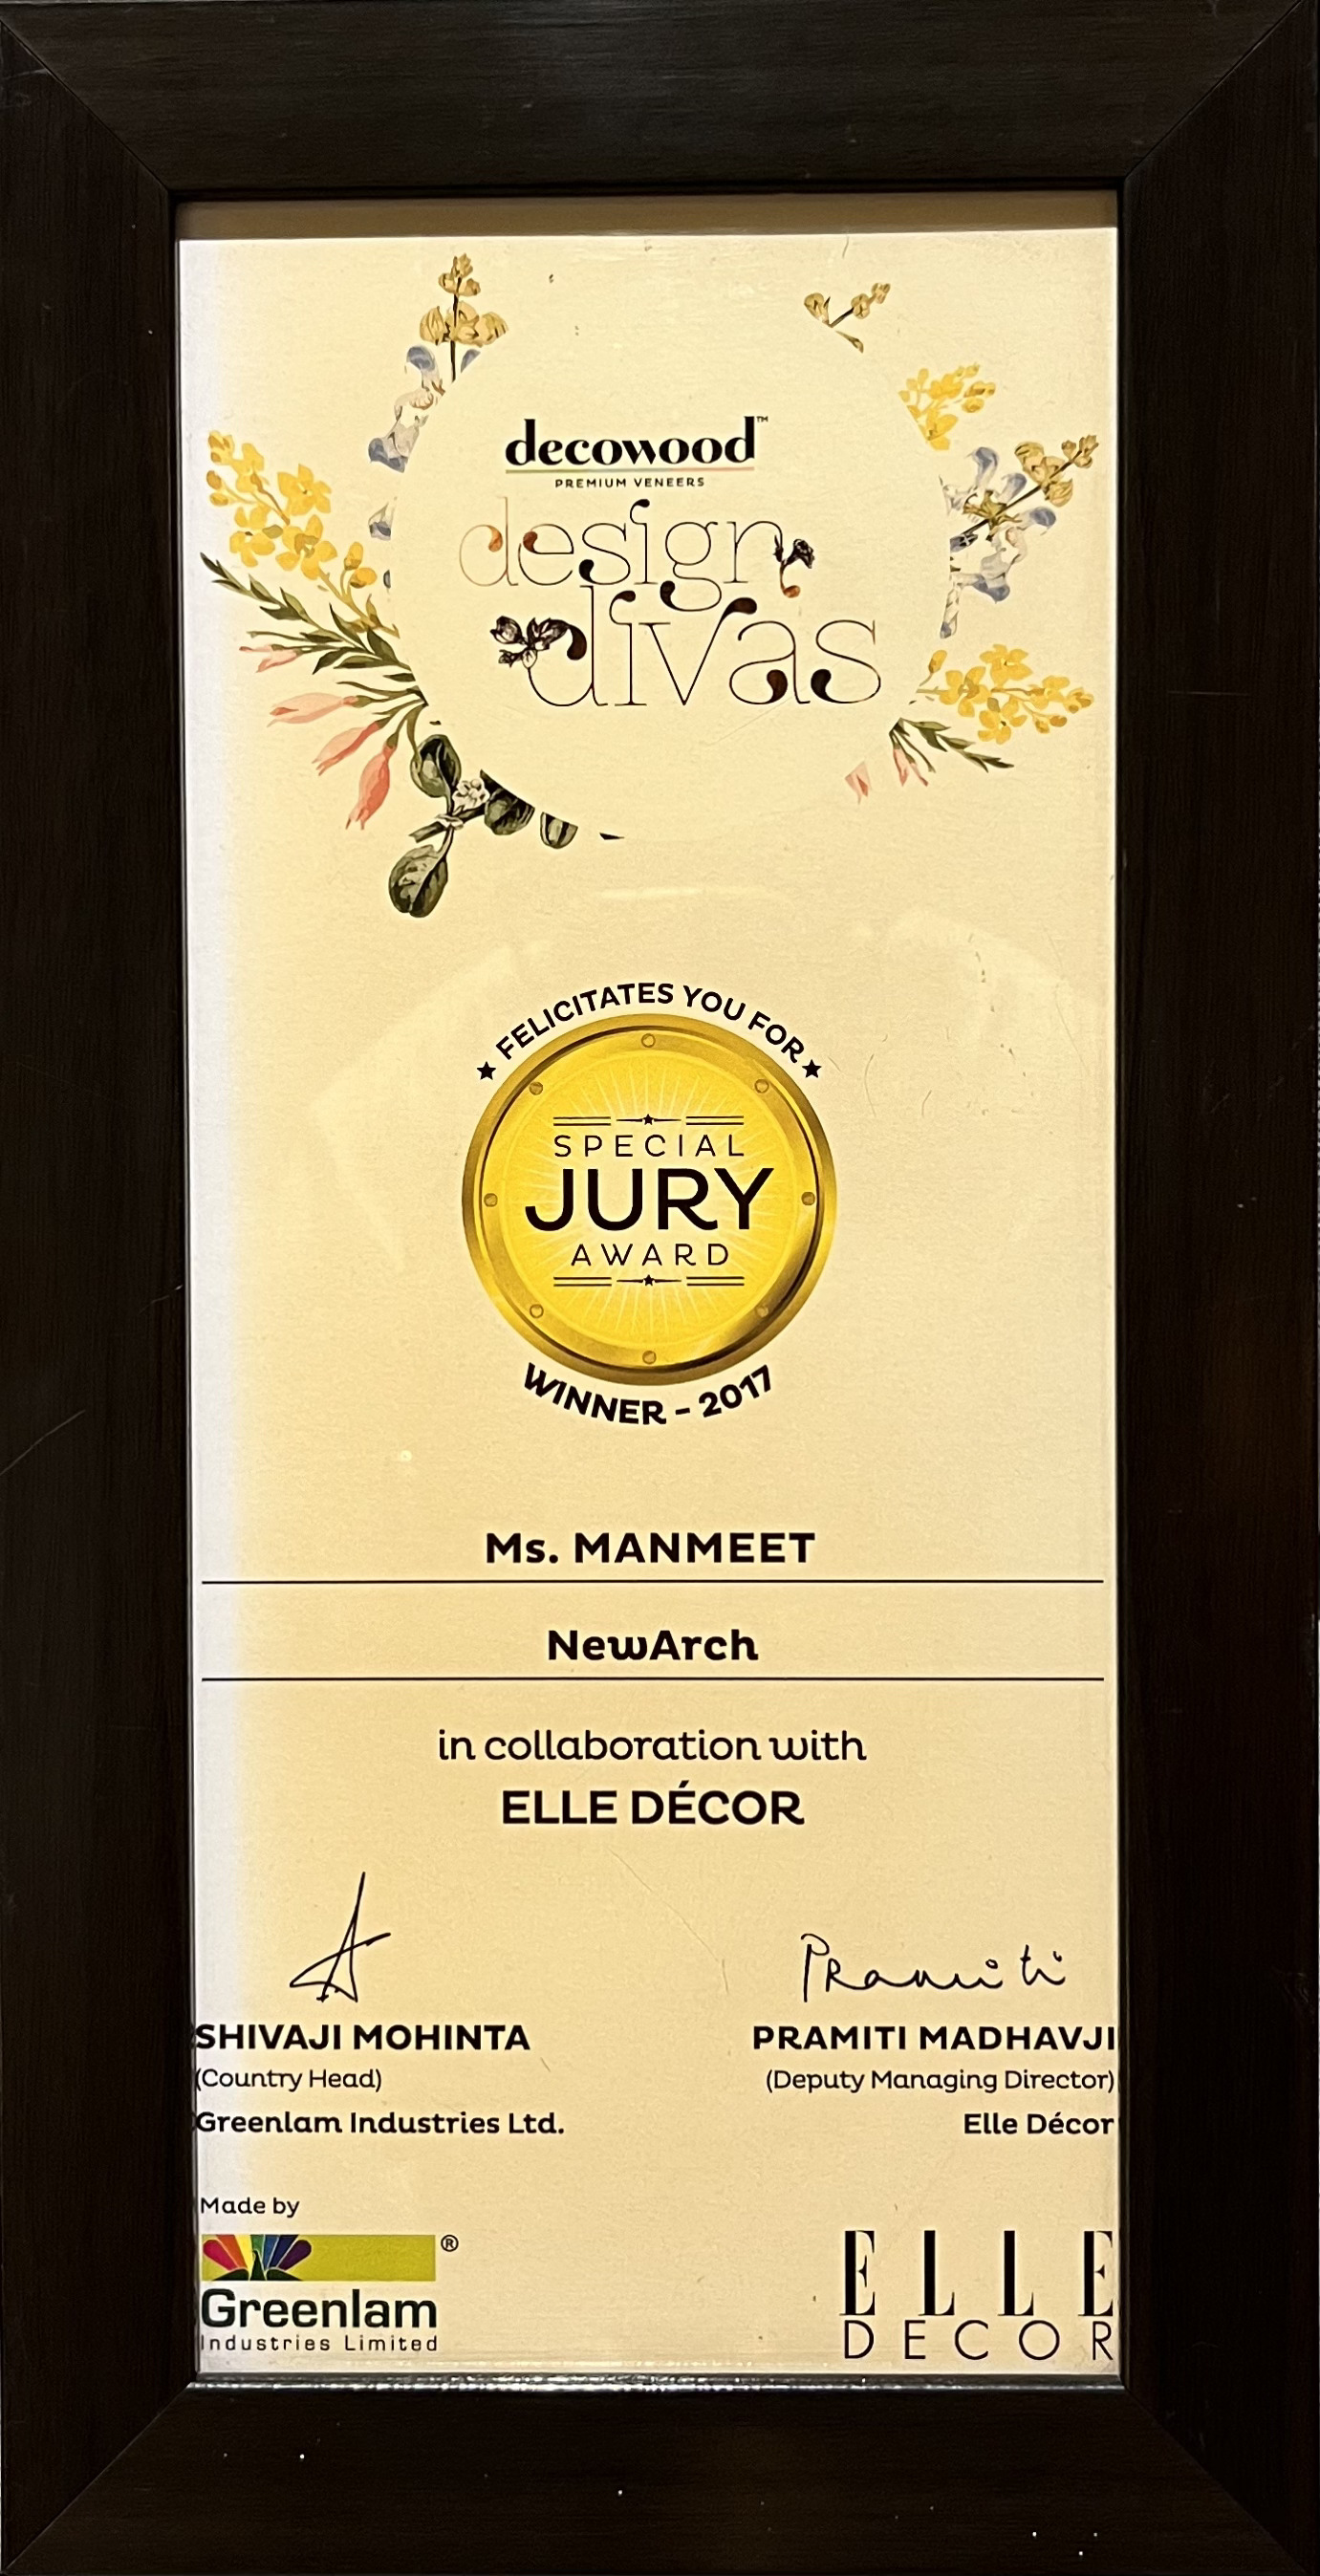 decowood™
PREMIUM VENEERS
design
divas
★ FELICITATES YOU FOR ★
SPECIAL
JURY
AWARD
WINNER - 2017
Ms. MANMEET
NewArch
in collaboration with
ELLE DÉCOR
Pramiti
SHIVAJI MOHINTA
(Country Head)
Greenlam Industries Ltd.
PRAMITI MADHAVJI
(Deputy Managing Director)
Elle Décor
Made by
Greenlam®
Industries Limited
ELLE
DECOR